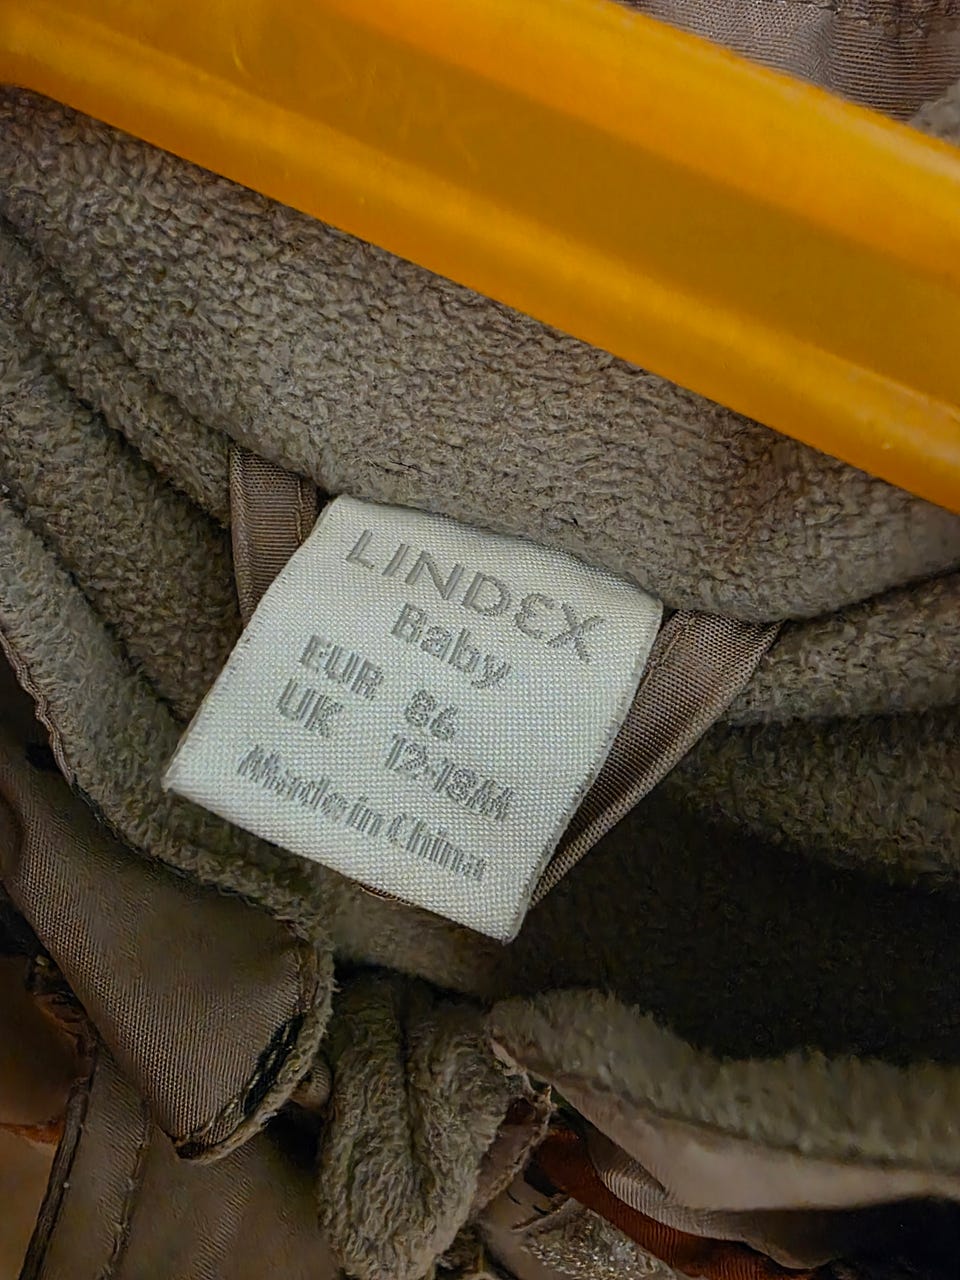 LINDEX
Baby
EUR 86
UK 12-18M
Made in China